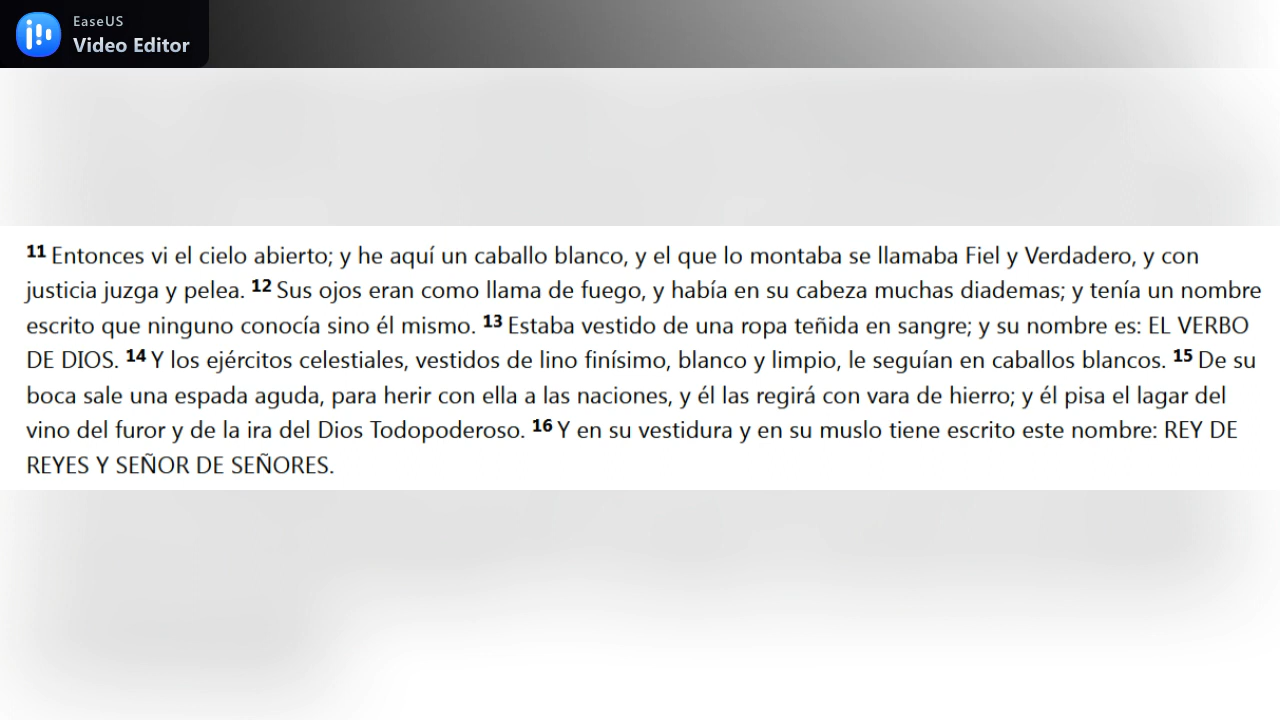 EaseUS
Video Editor
11 Entonces vi el cielo abierto; y he aquí un caballo blanco, y el que lo montaba se llamaba Fiel y Verdadero, y con
justicia juzga y pelea. 12 Sus ojos eran como llama de fuego, y había en su cabeza muchas diademas; y tenía un nombre
escrito que ninguno conocía sino él mismo. 13 Estaba vestido de una ropa teñida en sangre; y su nombre es: EL VERBO
DE DIOS. 14 Y los ejércitos celestiales, vestidos de lino finísimo, blanco y limpio, le seguían en caballos blancos. 15 De su
boca sale una espada aguda, para herir con ella a las naciones, y él las regirá con vara de hierro; y él pisa el lagar del
vino del furor y de la ira del Dios Todopoderoso. 16 Y en su vestidura y en su muslo tiene escrito este nombre: REY DE
REYES Y SEÑOR DE SEÑORES.